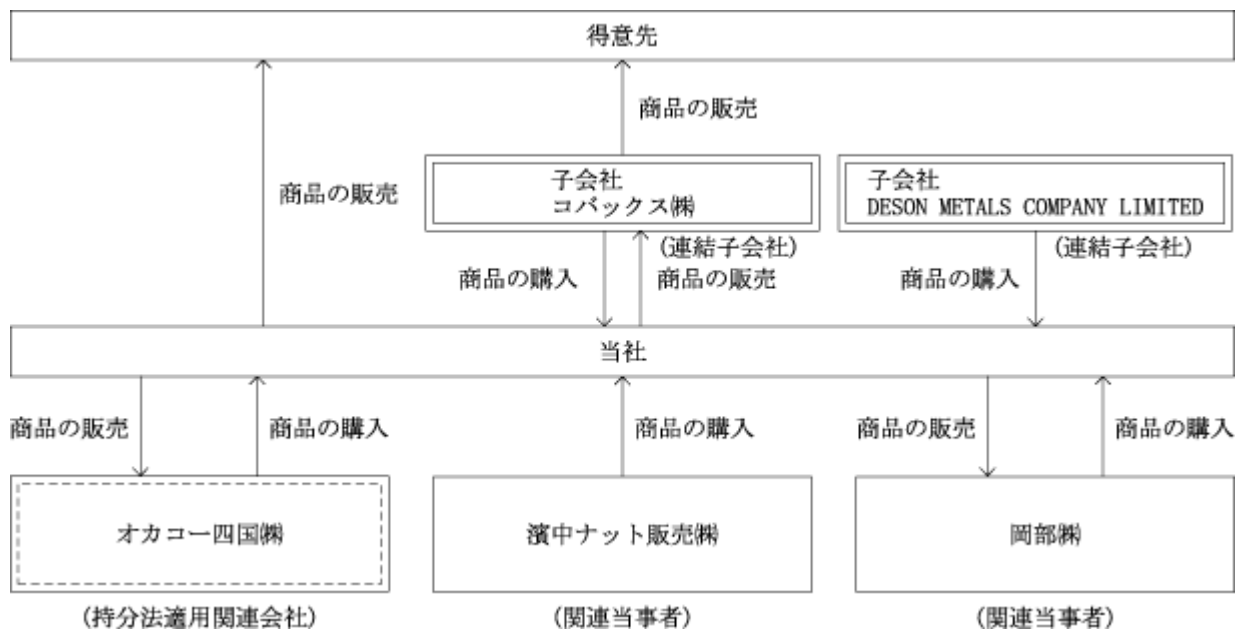 得意先
商品の販売
商品の販売
子会社
コバックス㈱
子会社
DESON METALS COMPANY LIMITED
(連結子会社)
(連結子会社)
商品の購入
商品の販売
商品の購入
当社
商品の販売
商品の購入
商品の購入
商品の販売
商品の購入
オカコー四国㈱
濱中ナット販売㈱
岡部㈱
(持分法適用関連会社)
(関連当事者)
(関連当事者)